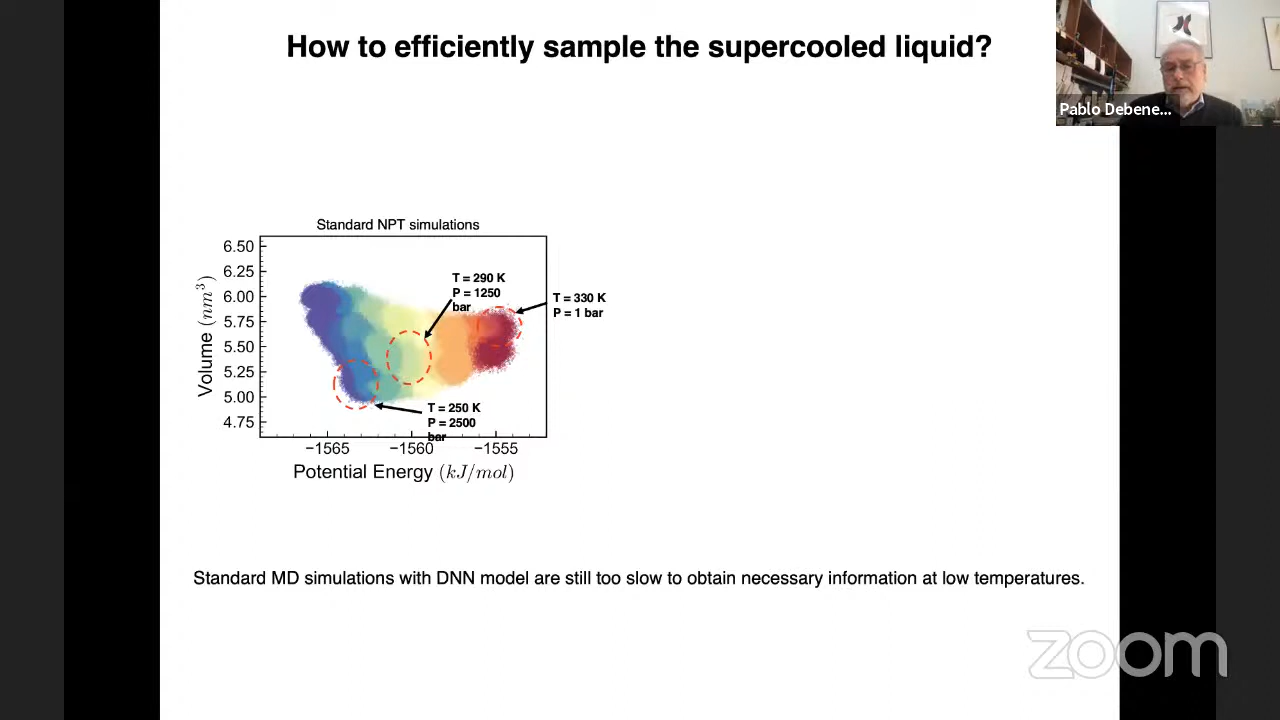 How to efficiently sample the supercooled liquid?
Pablo Debene...
Standard NPT simulations
6.50
6.25
6.00
5.75
5.50
5.25
5.00
4.75
Volume (nm³)
T = 290 K
P = 1250
bar
T = 330 K
P = 1 bar
T = 250 K
P = 2500
bar
−1565 −1560 −1555
Potential Energy (kJ/mol)
Standard MD simulations with DNN model are still too slow to obtain necessary information at low temperatures.
zoom